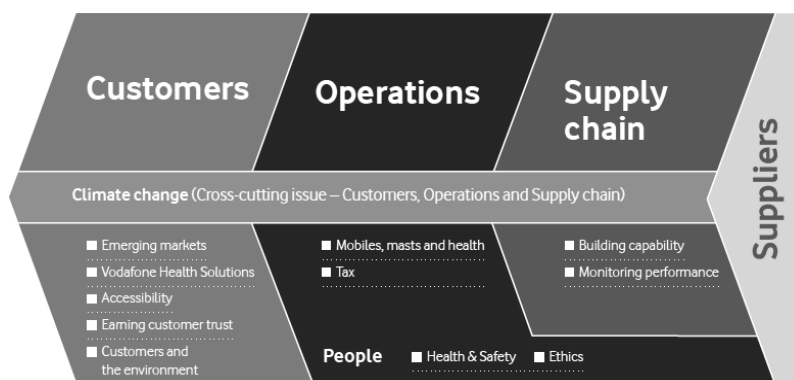 Customers
Operations
Supply
chain
Suppliers
Climate change (Cross-cutting issue – Customers, Operations and Supply chain)
Emerging markets
Vodafone Health Solutions
Accessibility
Earning customer trust
Customers and
the environment
Mobiles, masts and health
Tax
Building capability
Monitoring performance
People
Health & Safety
Ethics